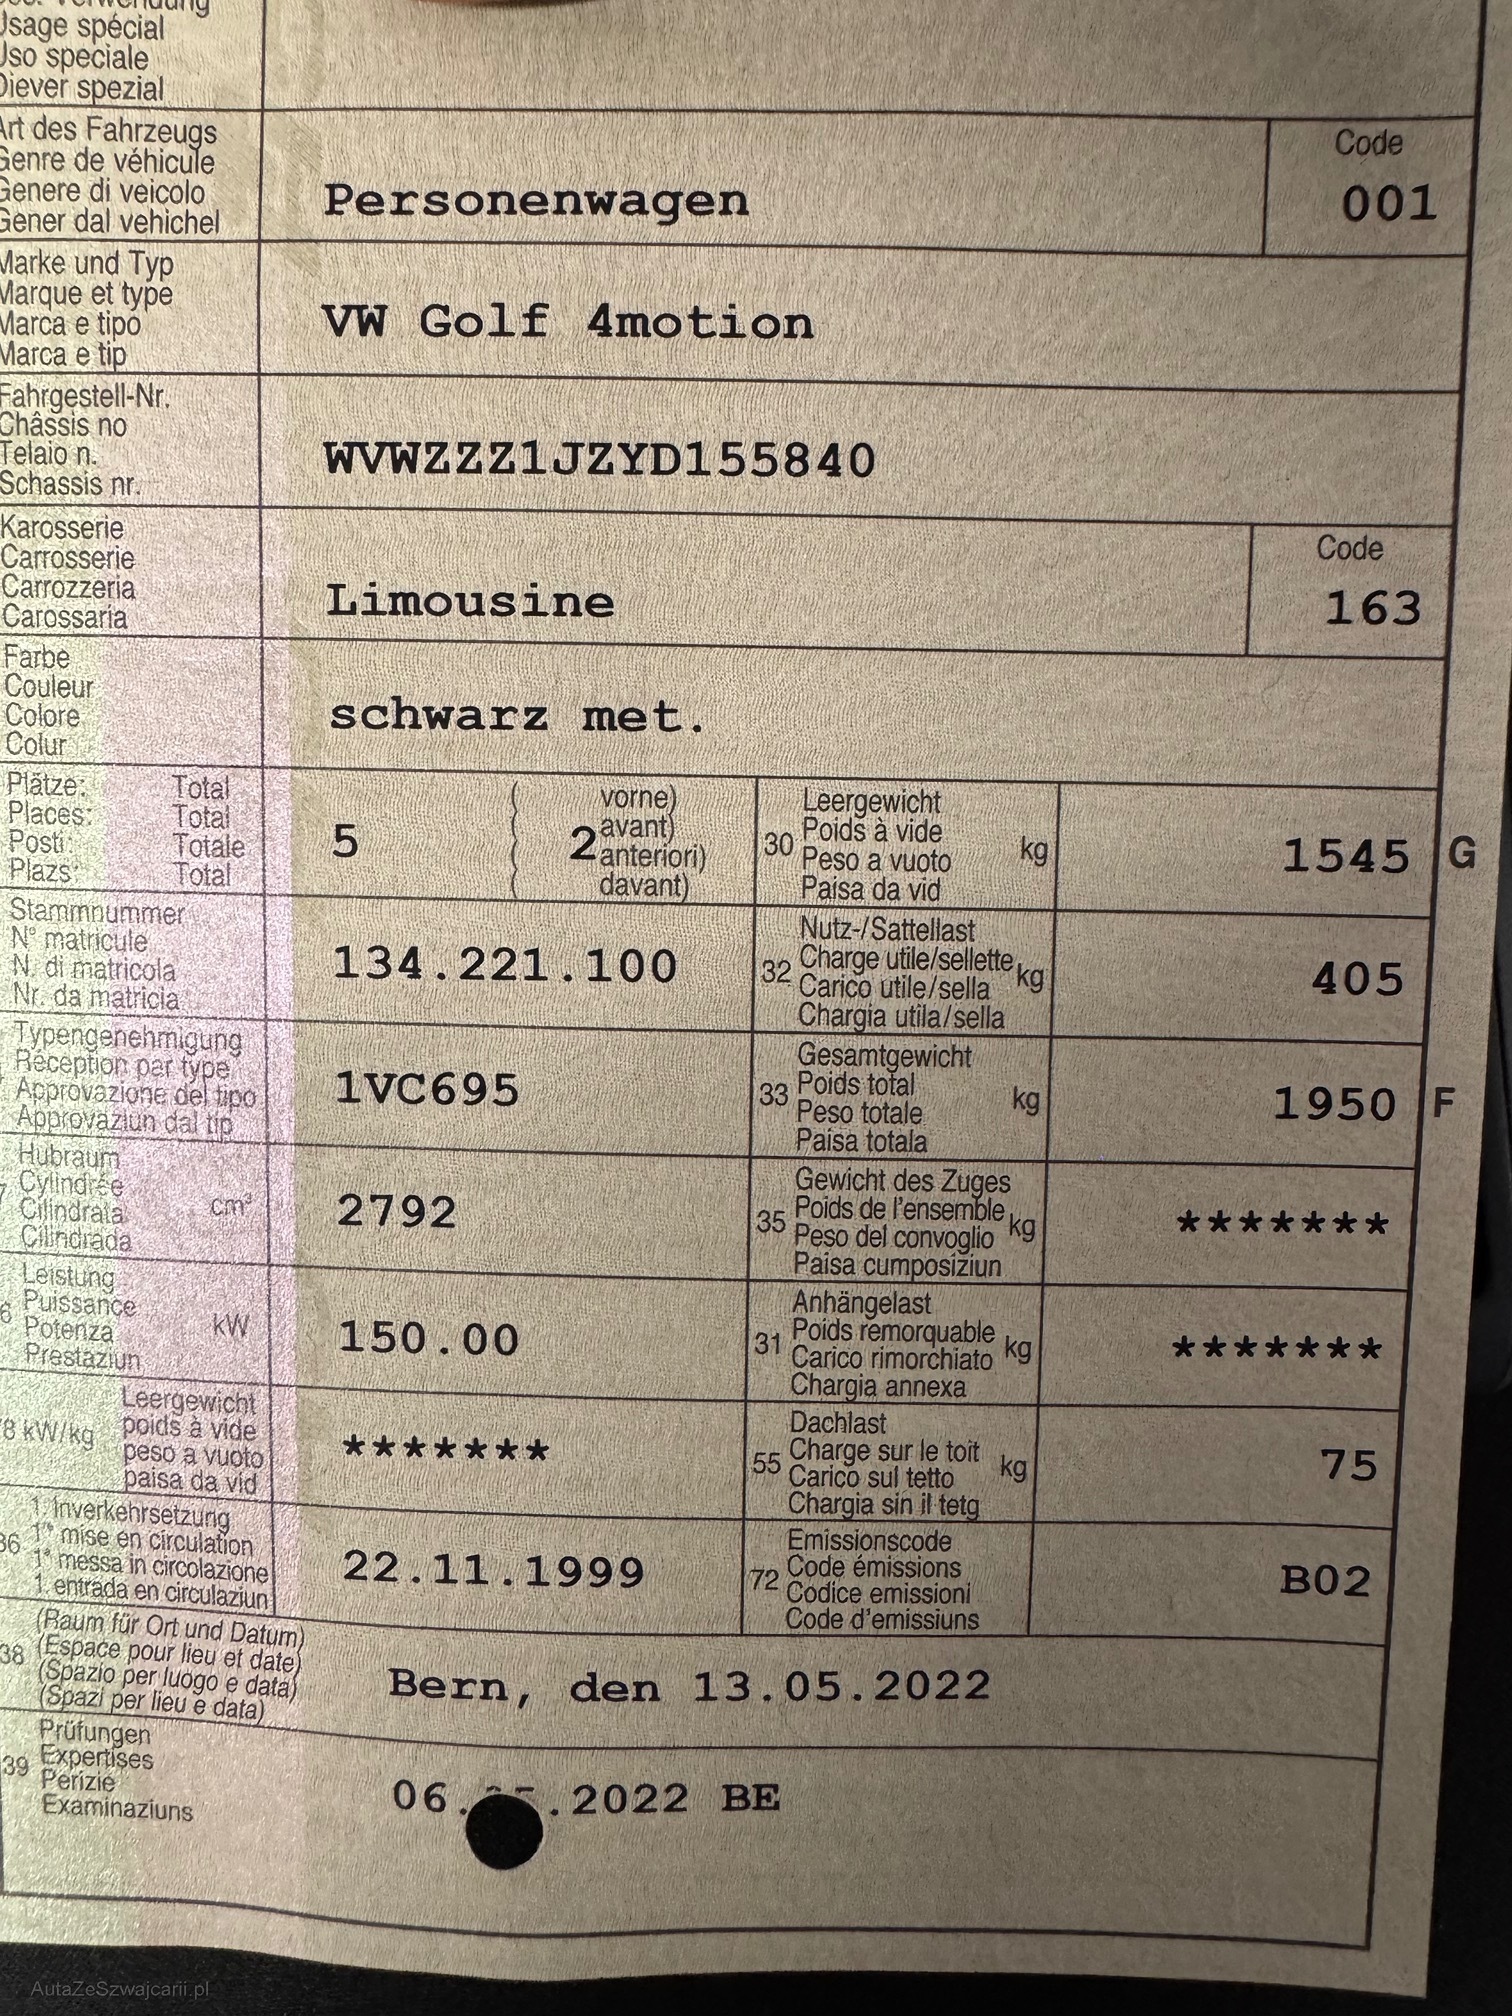 Usage spécial
Uso speciale
Diever spezial
Art des Fahrzeugs
Genre de véhicule
Genere di veicolo
Gener dal vehichel
Personenwagen
Code
001
Marke und Typ
Marque et type
Marca e tipo
Marca e tip
VW Golf 4motion
Fahrgestell-Nr.
Châssis no
Telaio n.
Schassis nr.
WVWZZZ1JZYD155840
Karosserie
Carrosserie
Carrozzeria
Carossaria
Limousine
Code
163
Farbe
Couleur
Colore
Colur
schwarz met.
Plätze: Total
Places: Total
Posti: Totale
Plazs: Total
5
( vorne)
( 2 avant)
( anteriori)
( davant)
30
Leergewicht
Poids à vide
Peso a vuoto
Paisa da vid
kg
1545 G
Stammnummer
N° matricule
N. di matricola
Nr. da matricla
134.221.100
32
Nutz-/Sattellast
Charge utile/sellette
Carico utile/sella
Chargia utila/sella
kg
405
Typengenehmigung
Réception par type
Approvazione del tipo
Approvaziun dal tip
1VC695
33
Gesamtgewicht
Poids total
Peso totale
Paisa totala
kg
1950 F
Hubraum
Cylindrée
Cilindrata
Cilindrada
cm³
2792
35
Gewicht des Zuges
Poids de l'ensemble
Peso del convoglio
Paisa cumposiziun
kg
*******
Leistung
Puissance
Potenza
Prestaziun
kW
150.00
31
Anhängelast
Poids remorquable
Carico rimorchiato
Chargia annexa
kg
*******
8 kW/kg
Leergewicht
poids à vide
peso a vuoto
paisa da vid
*******
55
Dachlast
Charge sur le toit
Carico sul tetto
Chargia sin il tetg
kg
75
36
1. Inverkehrsetzung
1re mise en circulation
1a messa in circolazione
1. entrada en circulaziun
22.11.1999
72
Emissionscode
Code émissions
Codice emissioni
Code d'emissiuns
B02
38
(Raum für Ort und Datum)
(Espace pour lieu et date)
(Spazio per luogo e data)
(Spazi per lieu e data)
Bern, den 13.05.2022
39
Prüfungen
Expertises
Perizie
Examinaziuns
06. .2022 BE
AutaZeSzwajcarii.pl